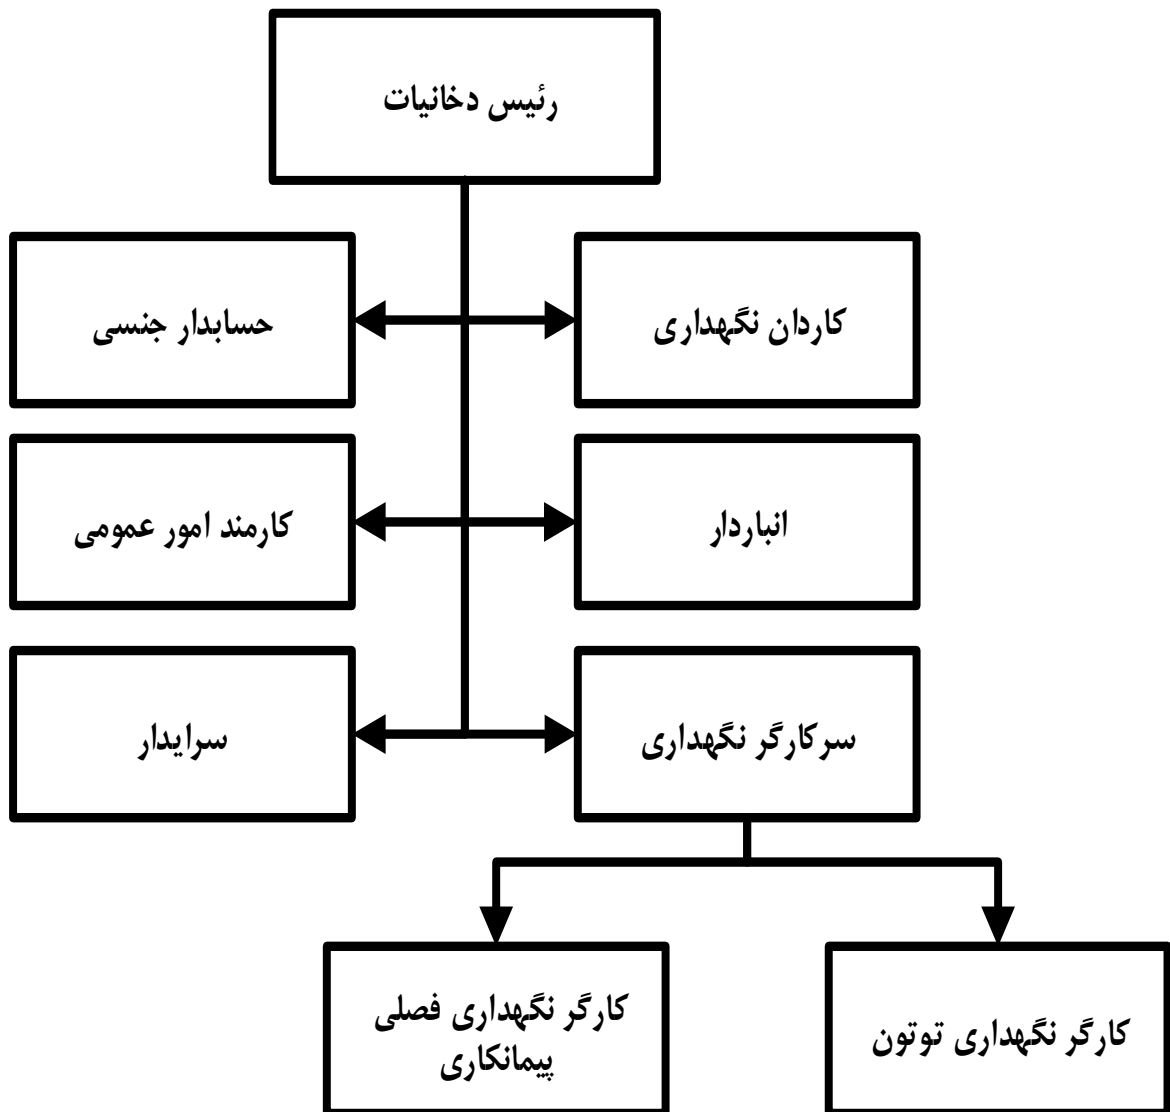 رئیس دخانیات
کاردان نگهداری
حسابدار جنسی
انباردار
کارمند امور عمومی
سرکارگر نگهداری
سرایدار
کارگر نگهداری توتون
کارگر نگهداری فصلی
پیمانکاری